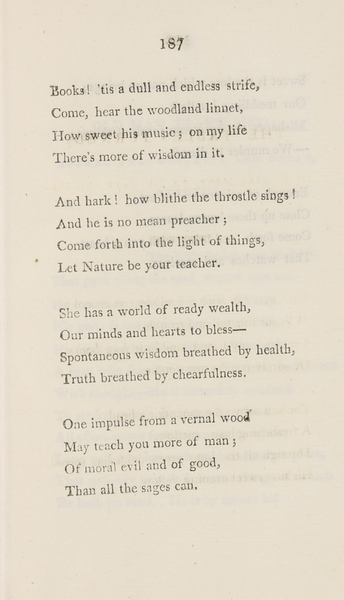 187
Books! 'tis a dull and endless strife,
Come, hear the woodland linnet,
How sweet his music; on my life
There's more of wisdom in it.
And hark! how blithe the throstle sings!
And he is no mean preacher;
Come forth into the light of things,
Let Nature be your teacher.
She has a world of ready wealth,
Our minds and hearts to bless—
Spontaneous wisdom breathed by health,
Truth breathed by chearfulness.
One impulse from a vernal wood
May teach you more of man;
Of moral evil and of good,
Than all the sages can.